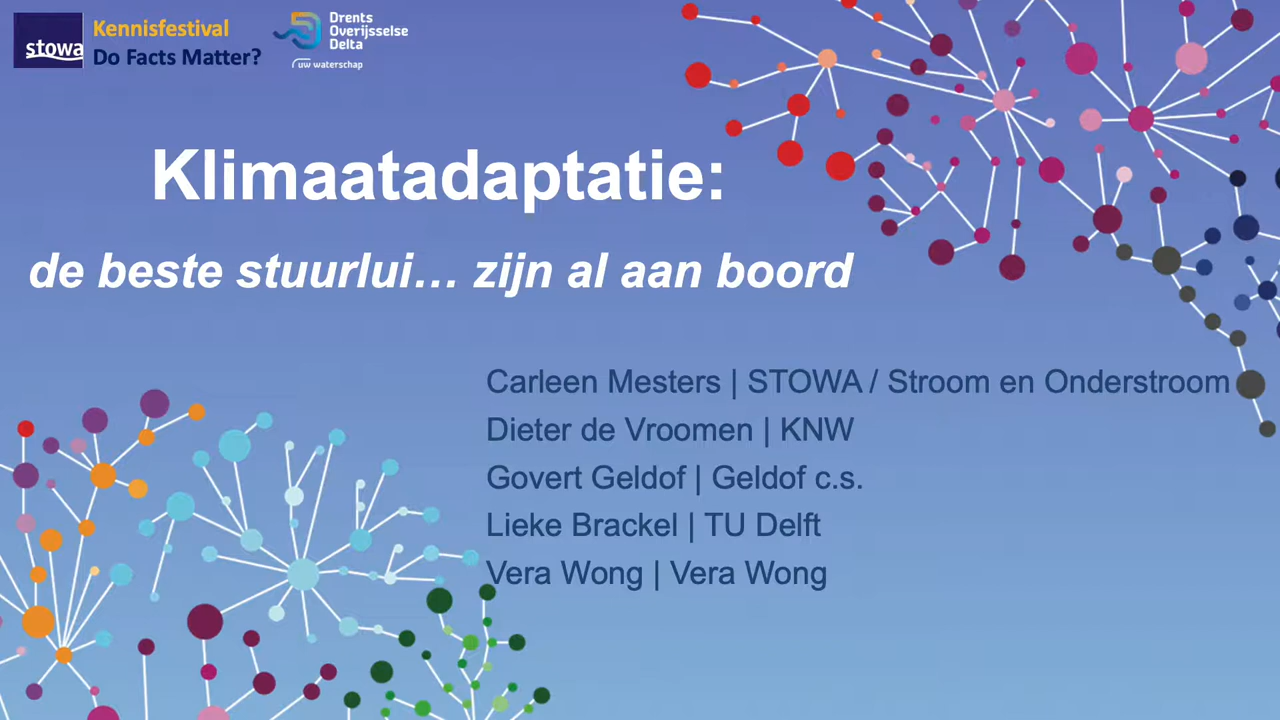 stowa
Kennisfestival
Do Facts Matter?
Drents
Overijsselse
Delta
uw waterschap
Klimaatadaptatie:
de beste stuurlui... zijn al aan boord
Carleen Mesters | STOWA / Stroom en Onderstroom
Dieter de Vroomen | KNW
Govert Geldof | Geldof c.s.
Lieke Brackel | TU Delft
Vera Wong | Vera Wong